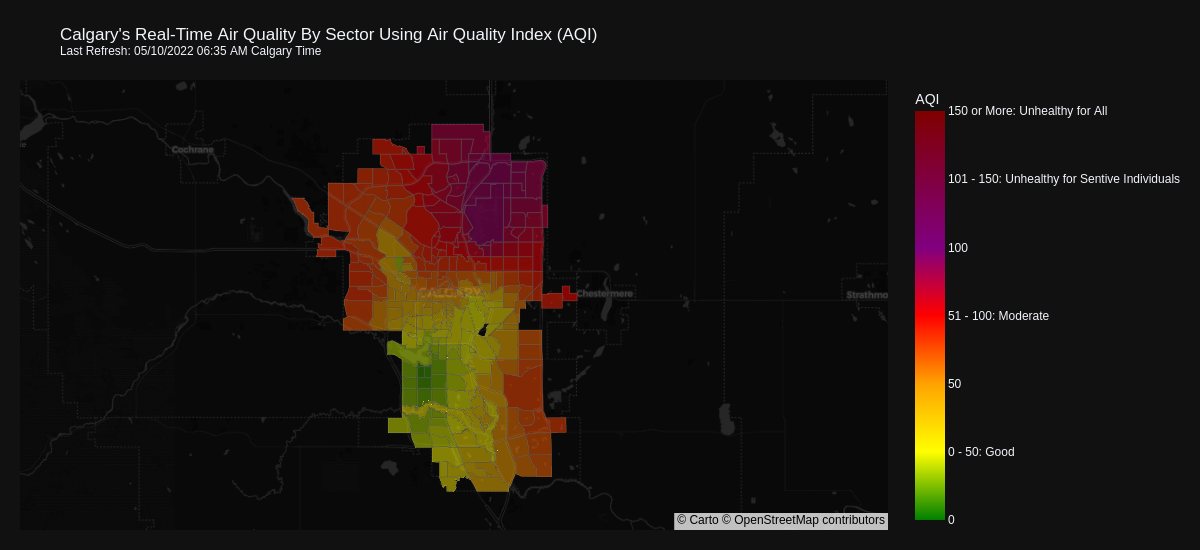 Calgary's Real-Time Air Quality By Sector Using Air Quality Index (AQI)
Last Refresh: 05/10/2022 06:35 AM Calgary Time
AQI
150 or More: Unhealthy for All
Cochrane
101 - 150: Unhealthy for Sentive Individuals
100
CALGARY
Chestermere
Strathmo
51 - 100: Moderate
50
0 - 50: Good
© Carto © OpenStreetMap contributors
0